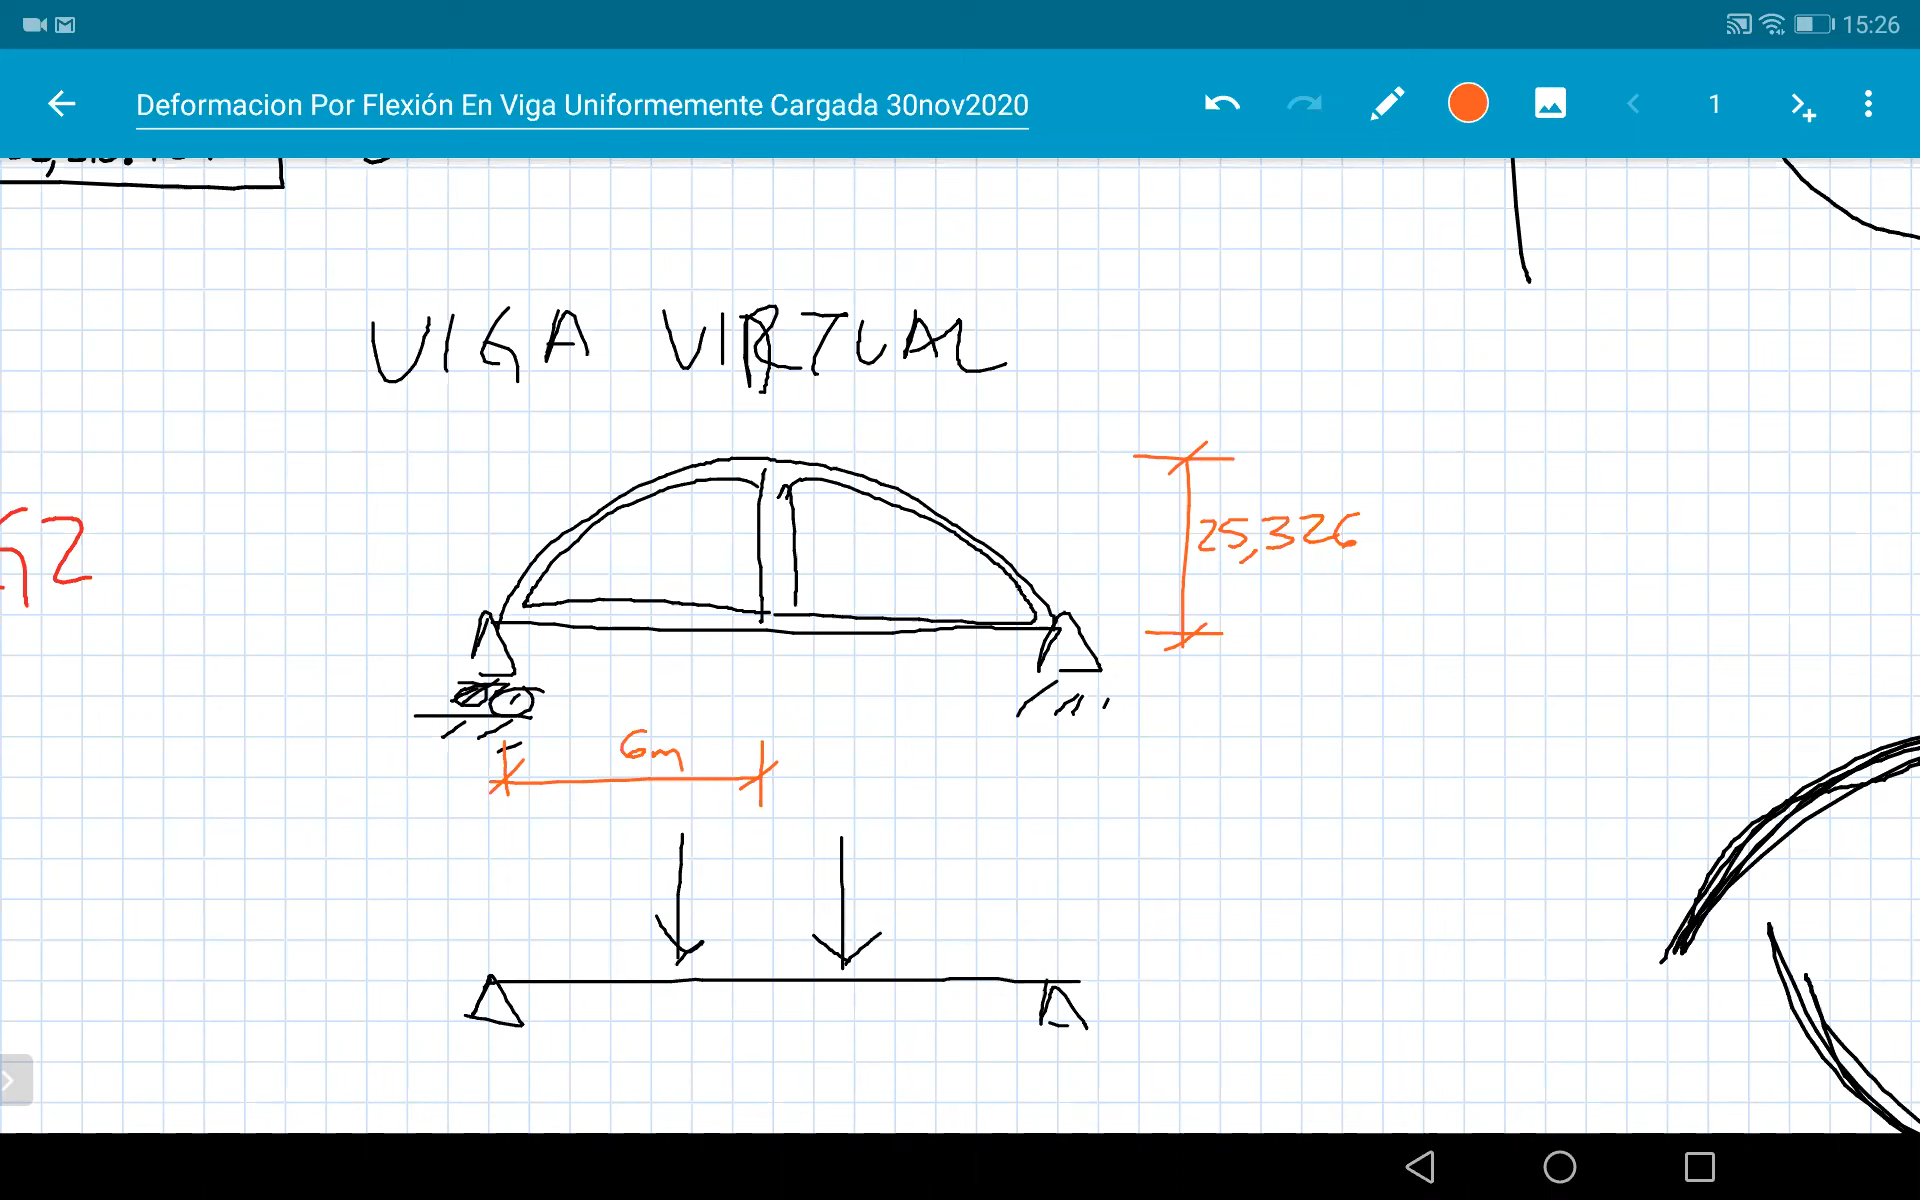 15:26
Deformacion Por Flexión En Viga Uniformemente Cargada 30nov2020
1
VIGA VIRTUAL
25,326
6m